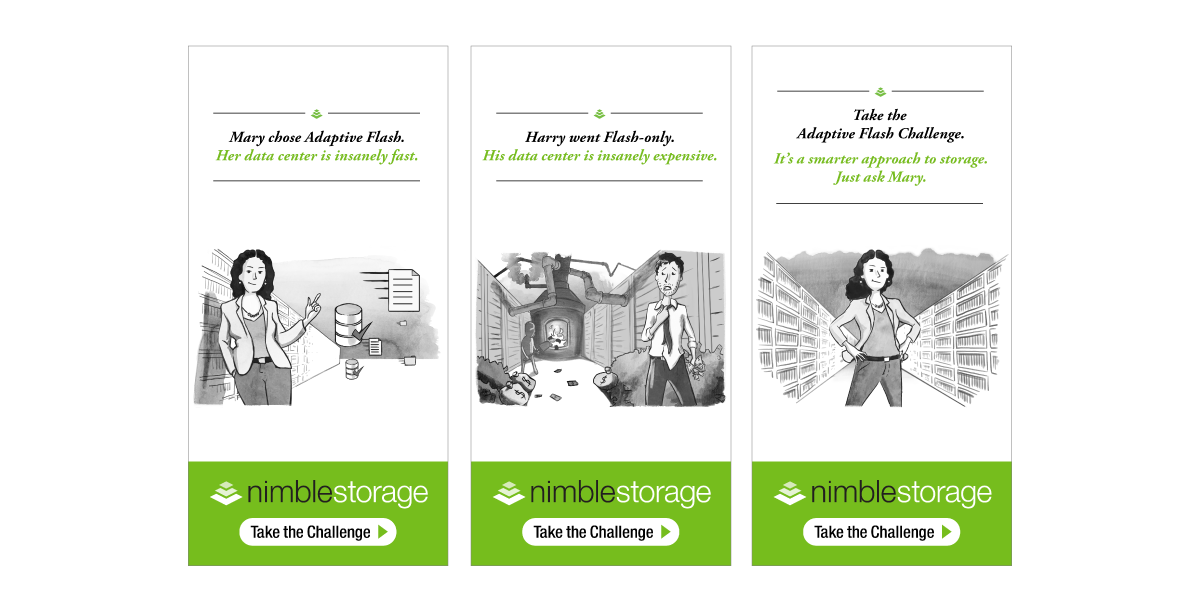 Mary chose Adaptive Flash.
Her data center is insanely fast.
nimblestorage
Take the Challenge
Harry went Flash-only.
His data center is insanely expensive.
nimblestorage
Take the Challenge
Take the
Adaptive Flash Challenge.
It's a smarter approach to storage.
Just ask Mary.
nimblestorage
Take the Challenge